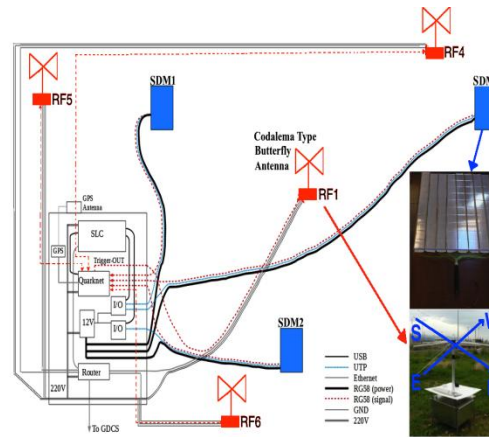 RF4
RF5
SDM1
SDM
Codalema Type
Butterfly
Antenna
RF1
GPS
Antenna
SLC
GPS
Trigger-OUT
Quarknet
I/O
12V
I/O
Router
220V
To GDCS
SDM2
RF6
USB
UTP
Ethernet
RG58 (power)
RG58 (signal)
GND
220V
S
E